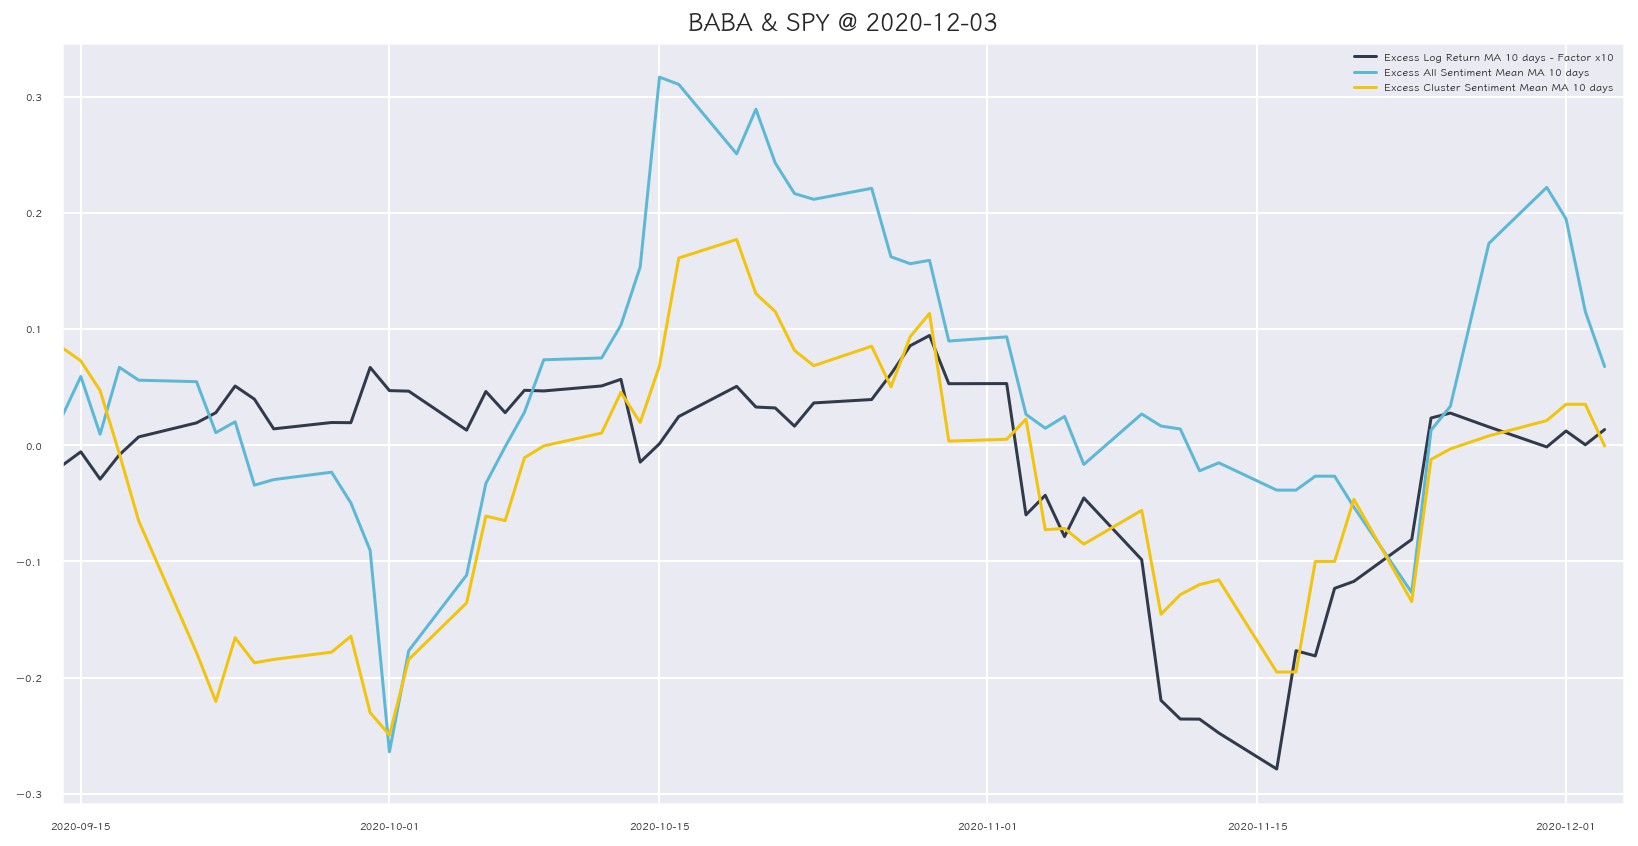 BABA & SPY @ 2020-12-03
Excess Log Return MA 10 days - Factor x10
Excess All Sentiment Mean MA 10 days
Excess Cluster Sentiment Mean MA 10 days
0.3
0.2
0.1
0.0
−0.1
−0.2
−0.3
2020-09-15 2020-10-01 2020-10-15 2020-11-01 2020-11-15 2020-12-01